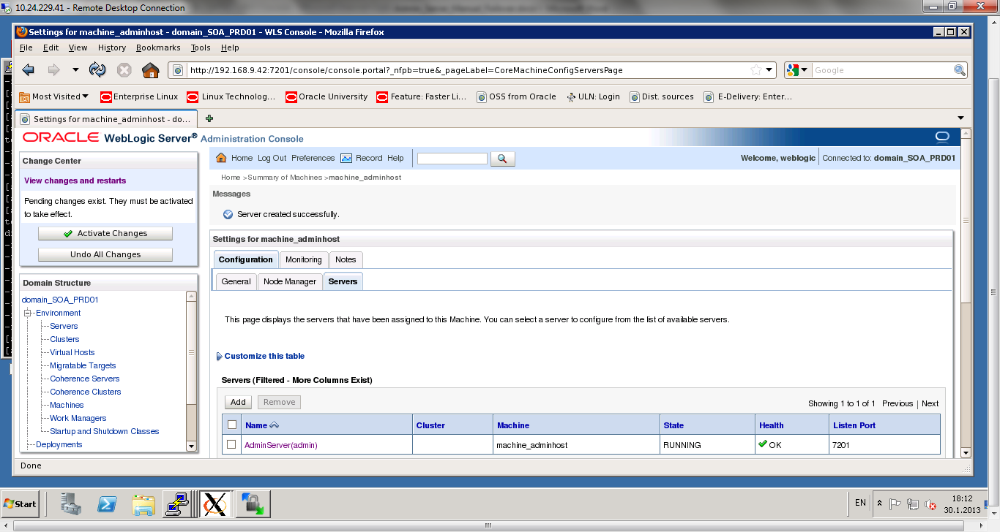 10.24.229.41 - Remote Desktop Connection
Settings for machine_adminhost - domain_SOA_PRD01 - WLS Console - Mozilla Firefox
File Edit View History Bookmarks Tools Help
http://192.168.9.42:7201/console/console.portal?_nfpb=true&_pageLabel=CoreMachineConfigServersPage
Google
Most Visited Enterprise Linux Linux Technolog... Oracle University Feature: Faster Li... OSS from Oracle ULN: Login Dist. sources E-Delivery: Enter...
Settings for machine_adminhost - do...
ORACLE WebLogic Server® Administration Console
Change Center
View changes and restarts
Pending changes exist. They must be activated
to take effect.
Activate Changes
Undo All Changes
Domain Structure
domain_SOA_PRD01
Environment
Servers
Clusters
Virtual Hosts
Migratable Targets
Coherence Servers
Coherence Clusters
Machines
Work Managers
Startup and Shutdown Classes
Deployments
Home Log Out Preferences Record Help
Welcome, weblogic Connected to: domain_SOA_PRD01
Home >Summary of Machines >machine_adminhost
Messages
Server created successfully.
Settings for machine_adminhost
Configuration Monitoring Notes
General Node Manager Servers
This page displays the servers that have been assigned to this Machine. You can select a server to configure from the list of available servers.
Customize this table
Servers (Filtered - More Columns Exist)
Add Remove
Showing 1 to 1 of 1 Previous | Next
Name Cluster Machine State Health Listen Port
AdminServer(admin) machine_adminhost RUNNING OK 7201
Done
Start
EN
18:12
30.1.2013